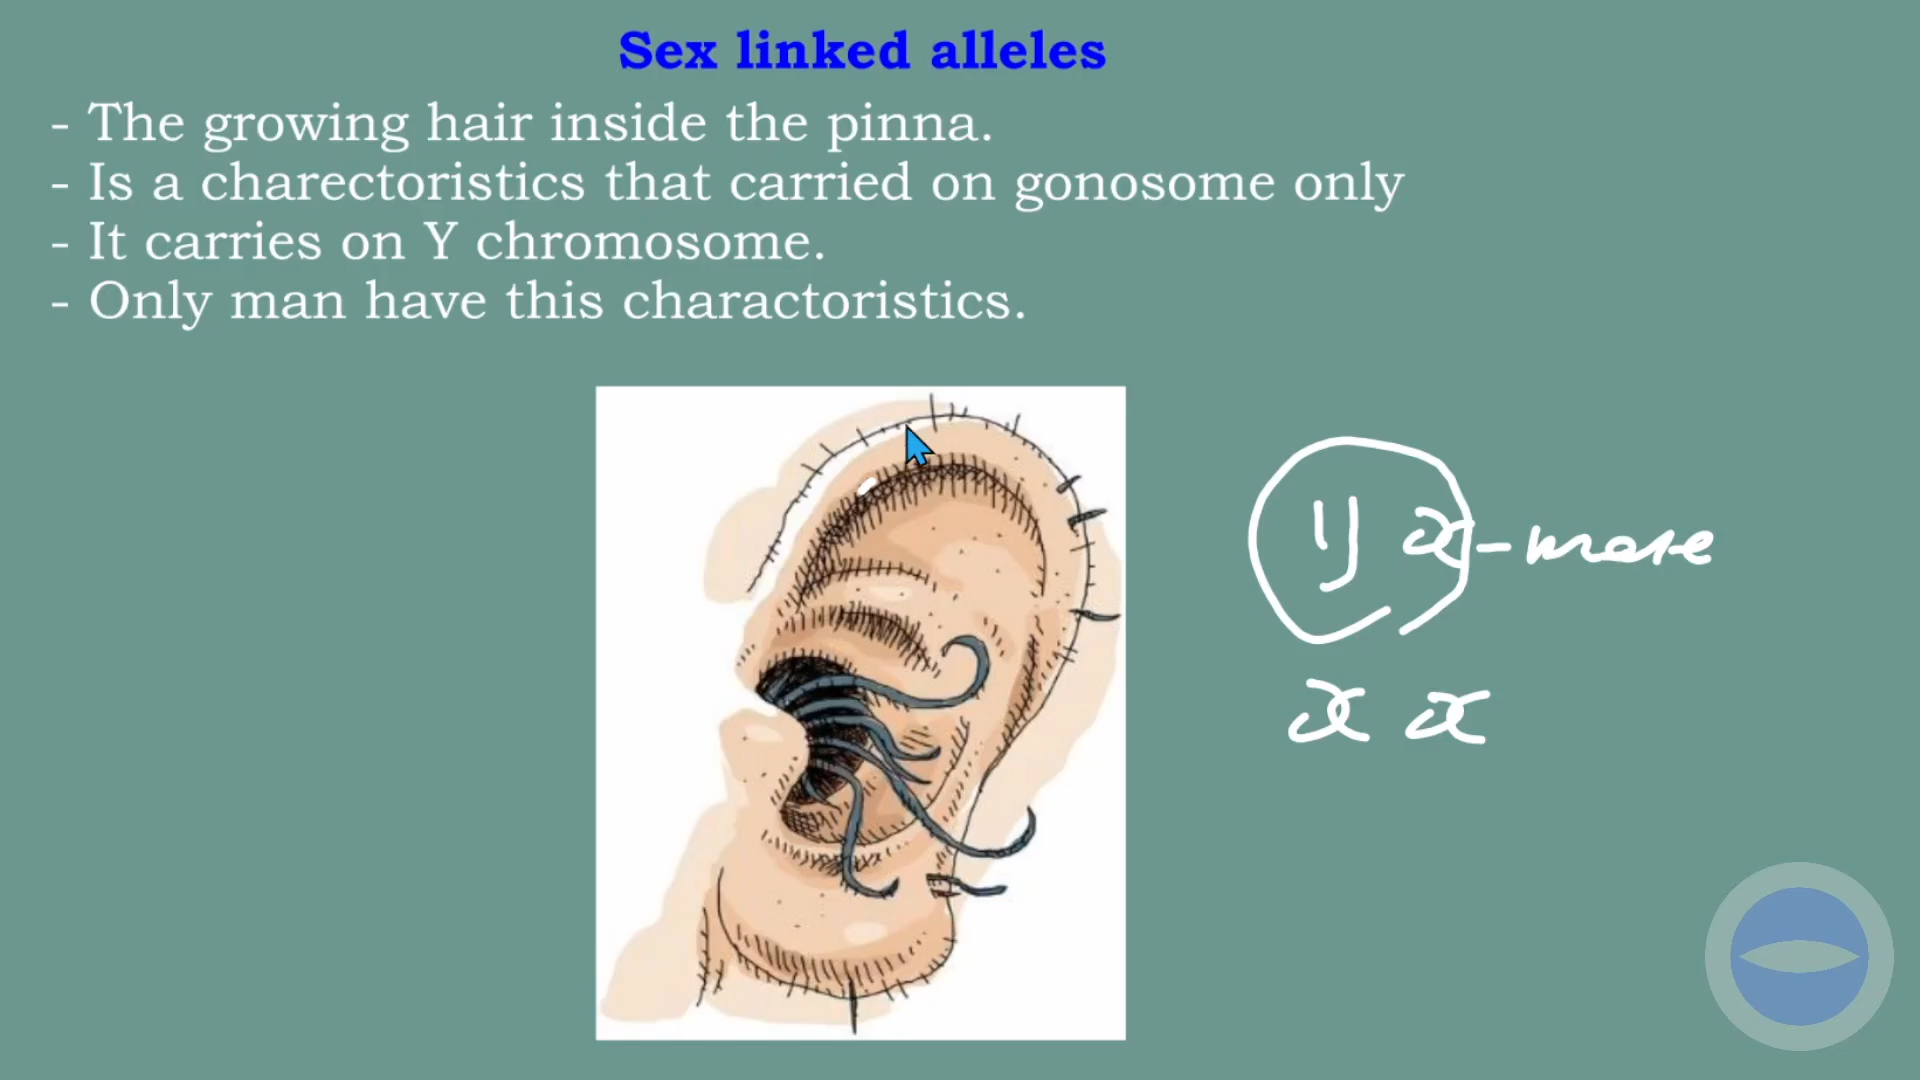 Sex linked alleles
- The growing hair inside the pinna.
- Is a charectoristics that carried on gonosome only
- It carries on Y chromosome.
- Only man have this charactoristics.
y x - male
x x